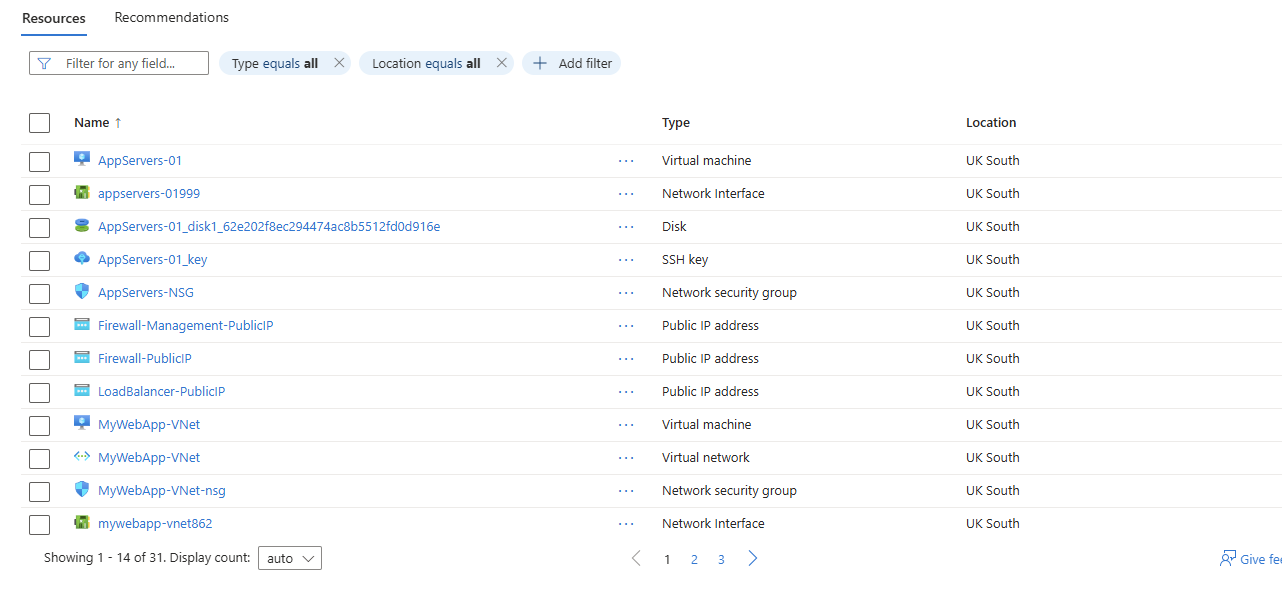 Resources Recommendations
Filter for any field... Type equals all Location equals all Add filter
Name ↑ Type Location
AppServers-01 ... Virtual machine UK South
appservers-01999 ... Network Interface UK South
AppServers-01_disk1_62e202f8ec294474ac8b5512fd0d916e ... Disk UK South
AppServers-01_key ... SSH key UK South
AppServers-NSG ... Network security group UK South
Firewall-Management-PublicIP ... Public IP address UK South
Firewall-PublicIP ... Public IP address UK South
LoadBalancer-PublicIP ... Public IP address UK South
MyWebApp-VNet ... Virtual machine UK South
MyWebApp-VNet ... Virtual network UK South
MyWebApp-VNet-nsg ... Network security group UK South
mywebapp-vnet862 ... Network Interface UK South
Showing 1 - 14 of 31. Display count: auto 1 2 3 Give fee